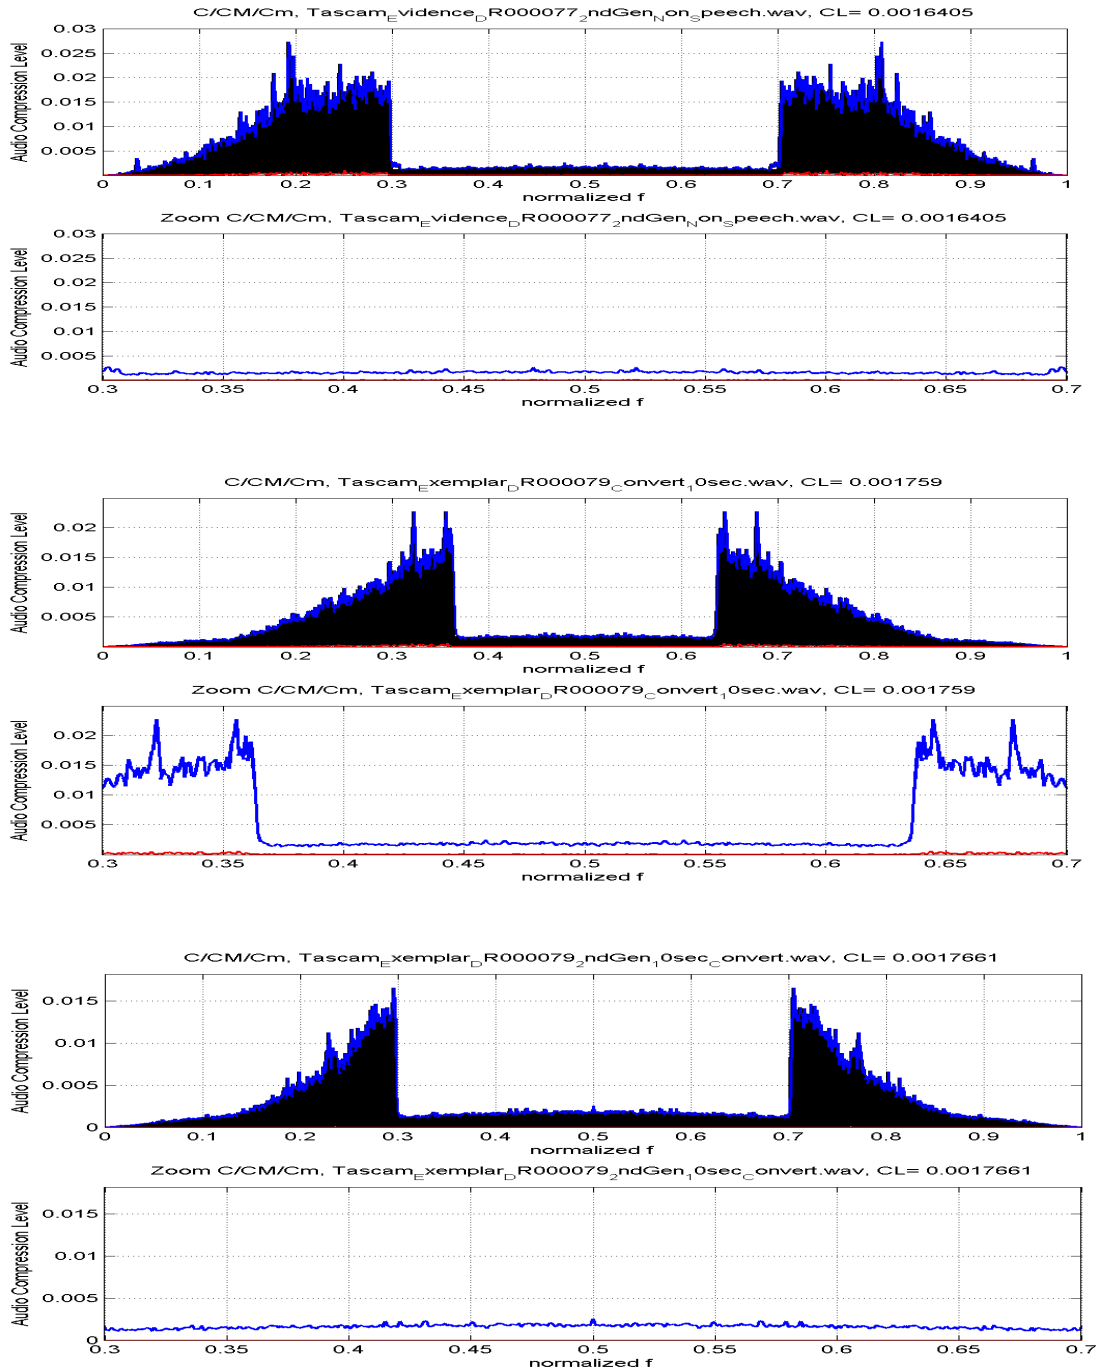 C/CM/Cm, Tascam_Evidence_DR000077_2ndGen_Non_Speech.wav, CL= 0.0016405
Audio Compression Level
0.03
0.025
0.02
0.015
0.01
0.005
0 0.1 0.2 0.3 0.4 0.5 0.6 0.7 0.8 0.9 1
normalized f
Zoom C/CM/Cm, Tascam_Evidence_DR000077_2ndGen_Non_Speech.wav, CL= 0.0016405
Audio Compression Level
0.03
0.025
0.02
0.015
0.01
0.005
0.3 0.35 0.4 0.45 0.5 0.55 0.6 0.65 0.7
normalized f
C/CM/Cm, Tascam_Exemplar_DR000079_Convert_10sec.wav, CL= 0.001759
Audio Compression Level
0.02
0.015
0.01
0.005
0 0.1 0.2 0.3 0.4 0.5 0.6 0.7 0.8 0.9 1
normalized f
Zoom C/CM/Cm, Tascam_Exemplar_DR000079_Convert_10sec.wav, CL= 0.001759
Audio Compression Level
0.02
0.015
0.01
0.005
0.3 0.35 0.4 0.45 0.5 0.55 0.6 0.65 0.7
normalized f
C/CM/Cm, Tascam_Exemplar_DR000079_2ndGen_10sec_Convert.wav, CL= 0.0017661
Audio Compression Level
0.015
0.01
0.005
0
0 0.1 0.2 0.3 0.4 0.5 0.6 0.7 0.8 0.9 1
normalized f
Zoom C/CM/Cm, Tascam_Exemplar_DR000079_2ndGen_10sec_Convert.wav, CL= 0.0017661
Audio Compression Level
0.015
0.01
0.005
0
0.3 0.35 0.4 0.45 0.5 0.55 0.6 0.65 0.7
normalized f